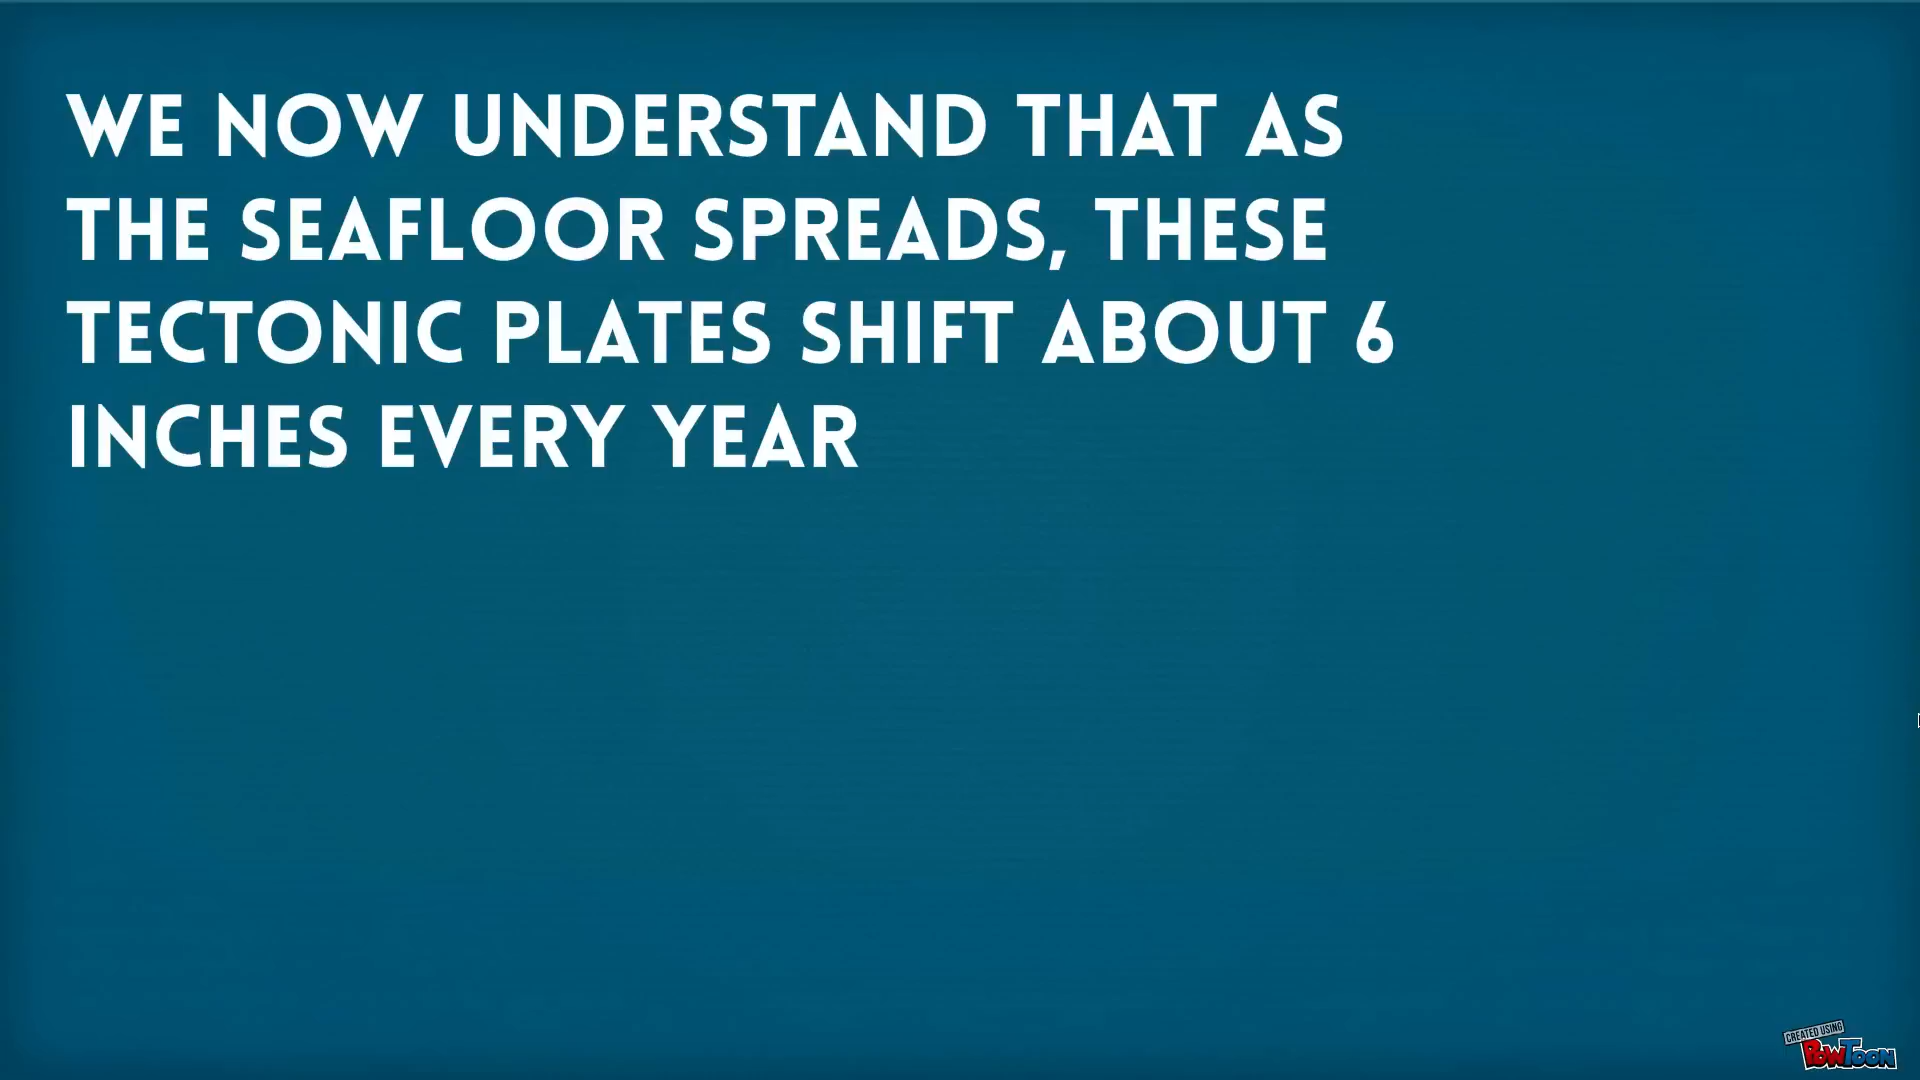 WE NOW UNDERSTAND THAT AS
THE SEAFLOOR SPREADS, THESE
TECTONIC PLATES SHIFT ABOUT 6
INCHES EVERY YEAR
CREATED USING
POWTOON